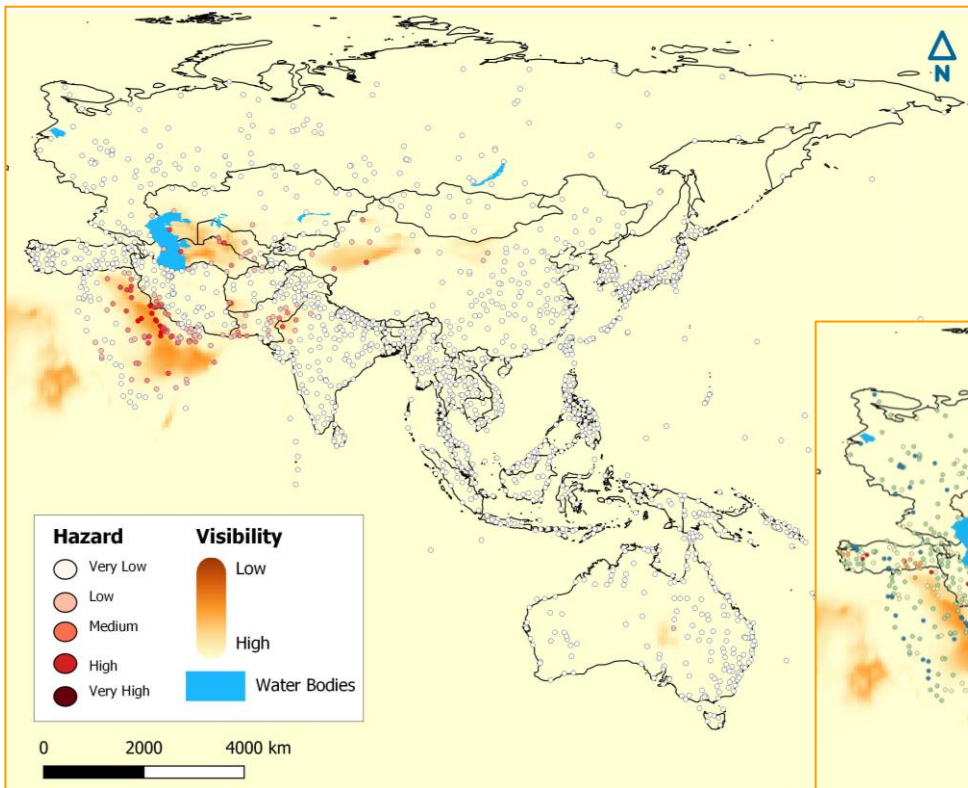 N
Hazard
Very Low
Low
Medium
High
Very High
Visibility
Low
High
Water Bodies
0 2000 4000 km